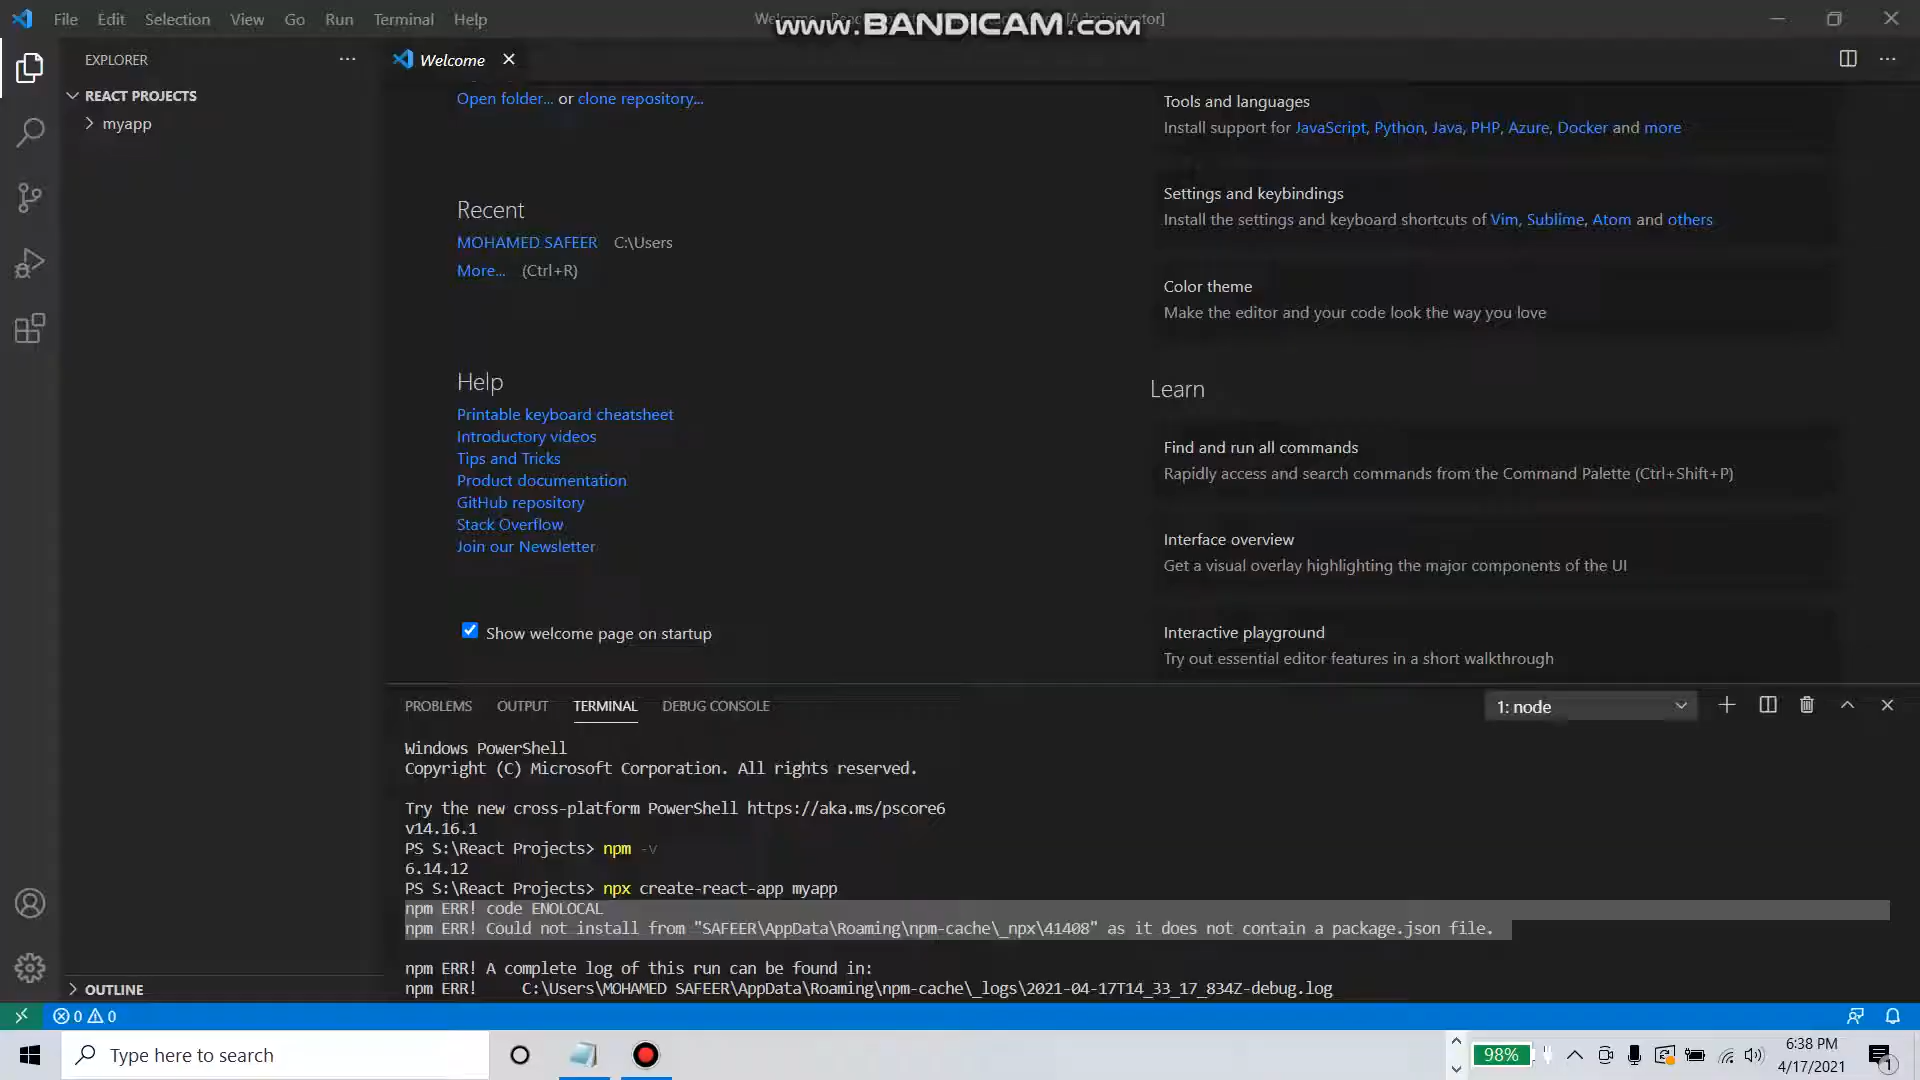 File Edit Selection View Go Run Terminal Help
www.BANDICAM.com
[Administrator]
EXPLORER
Welcome
REACT PROJECTS
myapp
Open folder... or clone repository...
Recent
MOHAMED SAFEER C:\Users
More... (Ctrl+R)
Help
Printable keyboard cheatsheet
Introductory videos
Tips and Tricks
Product documentation
GitHub repository
Stack Overflow
Join our Newsletter
Show welcome page on startup
Tools and languages
Install support for JavaScript, Python, Java, PHP, Azure, Docker and more
Settings and keybindings
Install the settings and keyboard shortcuts of Vim, Sublime, Atom and others
Color theme
Make the editor and your code look the way you love
Learn
Find and run all commands
Rapidly access and search commands from the Command Palette (Ctrl+Shift+P)
Interface overview
Get a visual overlay highlighting the major components of the UI
Interactive playground
Try out essential editor features in a short walkthrough
PROBLEMS OUTPUT TERMINAL DEBUG CONSOLE
1: node
Windows PowerShell
Copyright (C) Microsoft Corporation. All rights reserved.
Try the new cross-platform PowerShell https://aka.ms/pscore6
v14.16.1
PS S:\React Projects> npm -v
6.14.12
PS S:\React Projects> npx create-react-app myapp
npm ERR! code ENOLOCAL
npm ERR! Could not install from "SAFEER\AppData\Roaming\npm-cache\_npx\41408" as it does not contain a package.json file.
npm ERR! A complete log of this run can be found in:
npm ERR!     C:\Users\MOHAMED SAFEER\AppData\Roaming\npm-cache\_logs\2021-04-17T14_33_17_834Z-debug.log
OUTLINE
0 0
Type here to search
98%
6:38 PM
4/17/2021
1